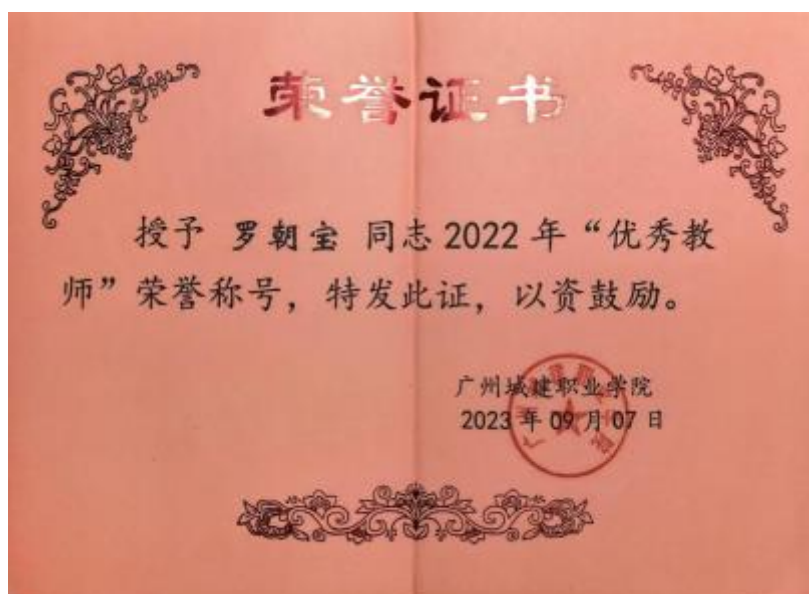 荣誉证书
授予 罗朝宝 同志 2022 年“优秀教
师”荣誉称号，特发此证，以资鼓励。
广州城建职业学院
2023 年 09 月 07 日